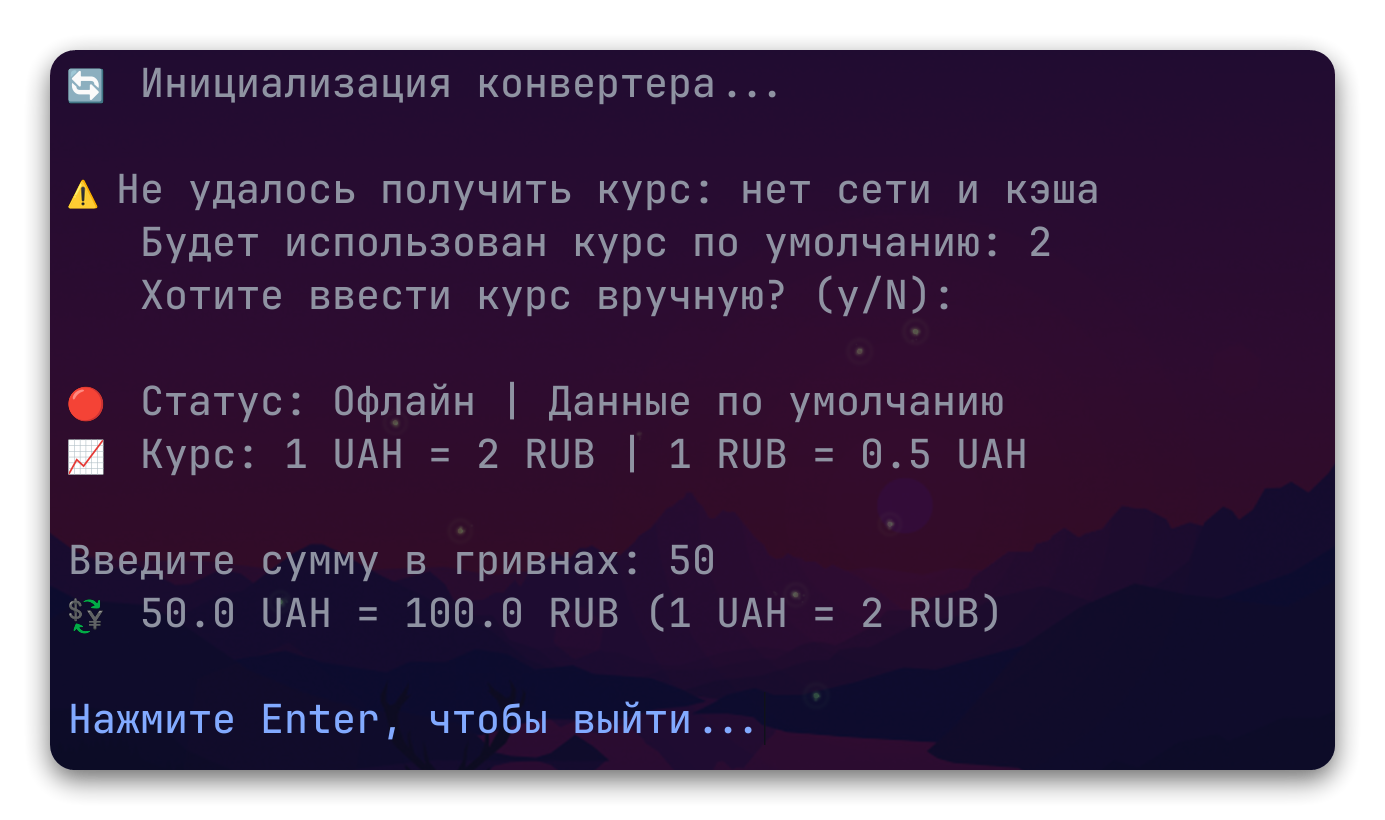 🔄 Инициализация конвертера...
⚠️ Не удалось получить курс: нет сети и кэша
Будет использован курс по умолчанию: 2
Хотите ввести курс вручную? (y/N):
🔴 Статус: Офлайн | Данные по умолчанию
📈 Курс: 1 UAH = 2 RUB | 1 RUB = 0.5 UAH
Введите сумму в гривнах: 50
💱 50.0 UAH = 100.0 RUB (1 UAH = 2 RUB)
Нажмите Enter, чтобы выйти...